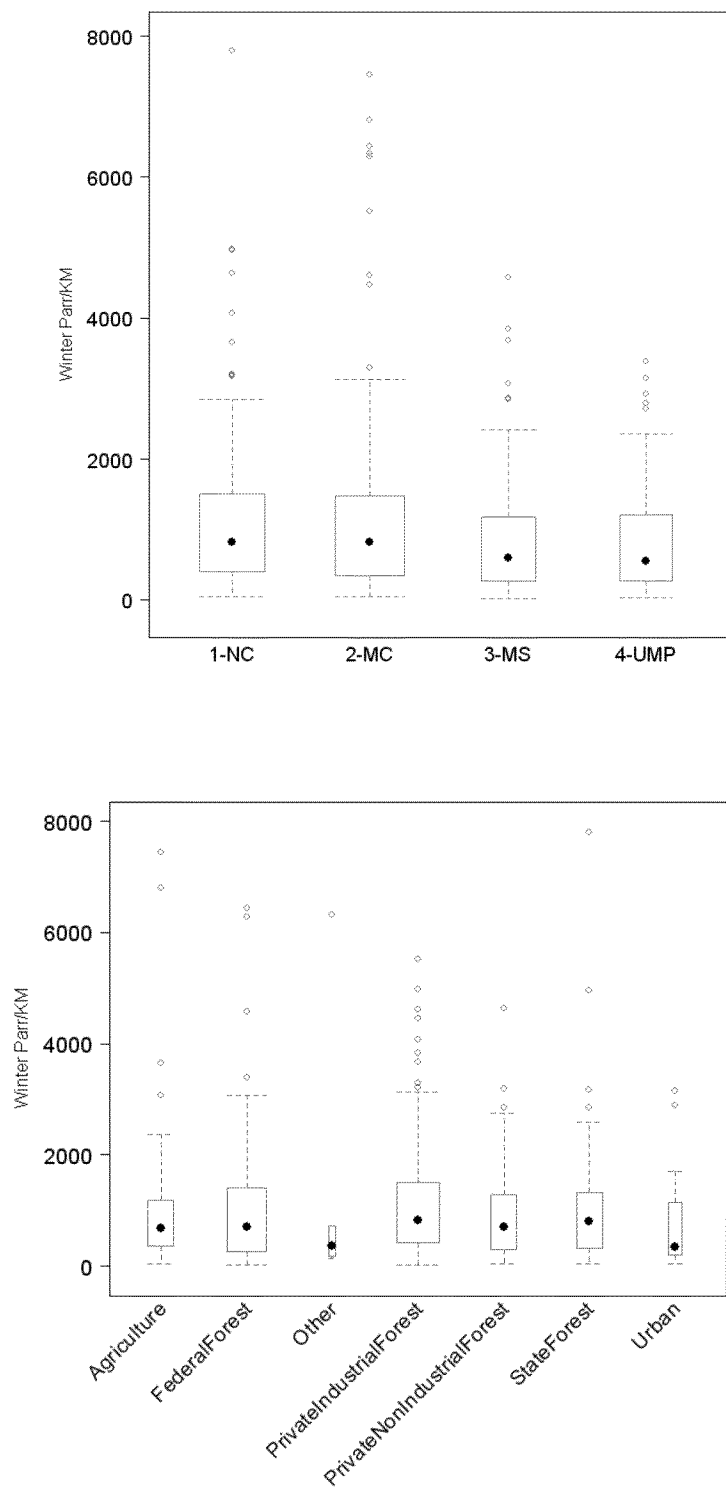 8000
6000
4000
2000
0
Winter Parr/KM
1-NC 2-MC 3-MS 4-UMP
8000
6000
4000
2000
0
Winter Parr/KM
Agriculture
FederalForest
Other
PrivateIndustrialForest
PrivateNonIndustrialForest
StateForest
Urban